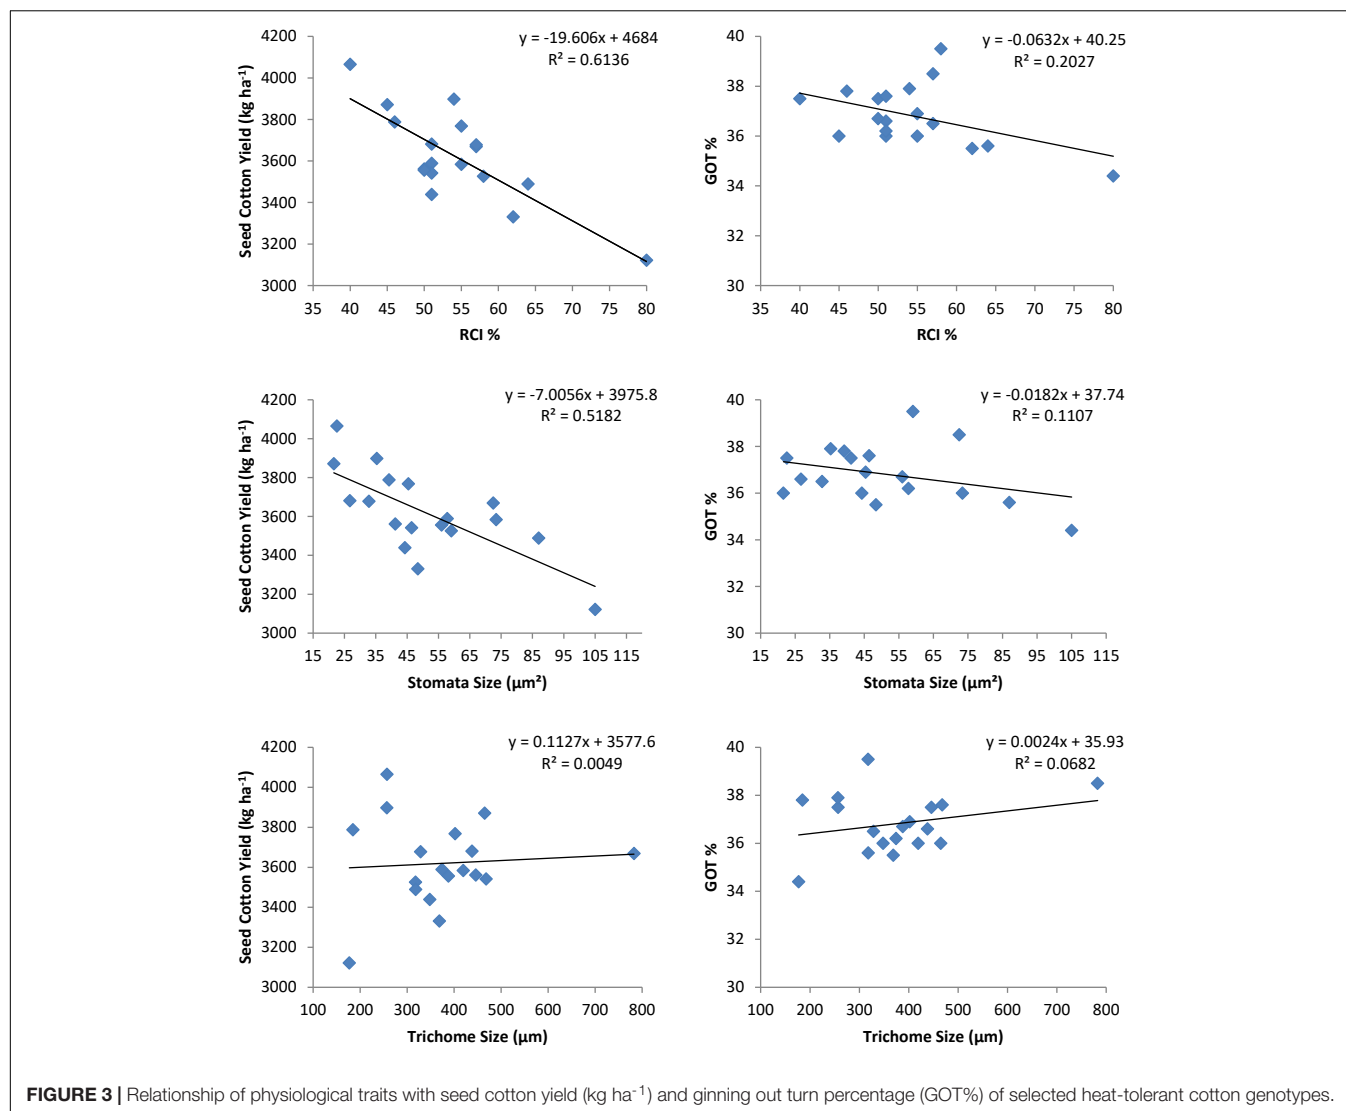 y = -19.606x + 4684
R² = 0.6136
Seed Cotton Yield (kg ha⁻¹)
4200
4000
3800
3600
3400
3200
3000
35 40 45 50 55 60 65 70 75 80
RCI %
y = -0.0632x + 40.25
R² = 0.2027
GOT %
40
38
36
34
32
30
35 40 45 50 55 60 65 70 75 80
RCI %
y = -7.0056x + 3975.8
R² = 0.5182
Seed Cotton Yield (kg ha⁻¹)
4200
4000
3800
3600
3400
3200
3000
15 25 35 45 55 65 75 85 95 105 115
Stomata Size (µm²)
y = -0.0182x + 37.74
R² = 0.1107
GOT %
40
38
36
34
32
30
15 25 35 45 55 65 75 85 95 105 115
Stomata Size (µm²)
y = 0.1127x + 3577.6
R² = 0.0049
Seed Cotton Yield (kg ha⁻¹)
4200
4000
3800
3600
3400
3200
3000
100 200 300 400 500 600 700 800
Trichome Size (µm)
y = 0.0024x + 35.93
R² = 0.0682
GOT %
40
38
36
34
32
30
100 200 300 400 500 600 700 800
Trichome Size (µm)
FIGURE 3 | Relationship of physiological traits with seed cotton yield (kg ha⁻¹) and ginning out turn percentage (GOT%) of selected heat-tolerant cotton genotypes.